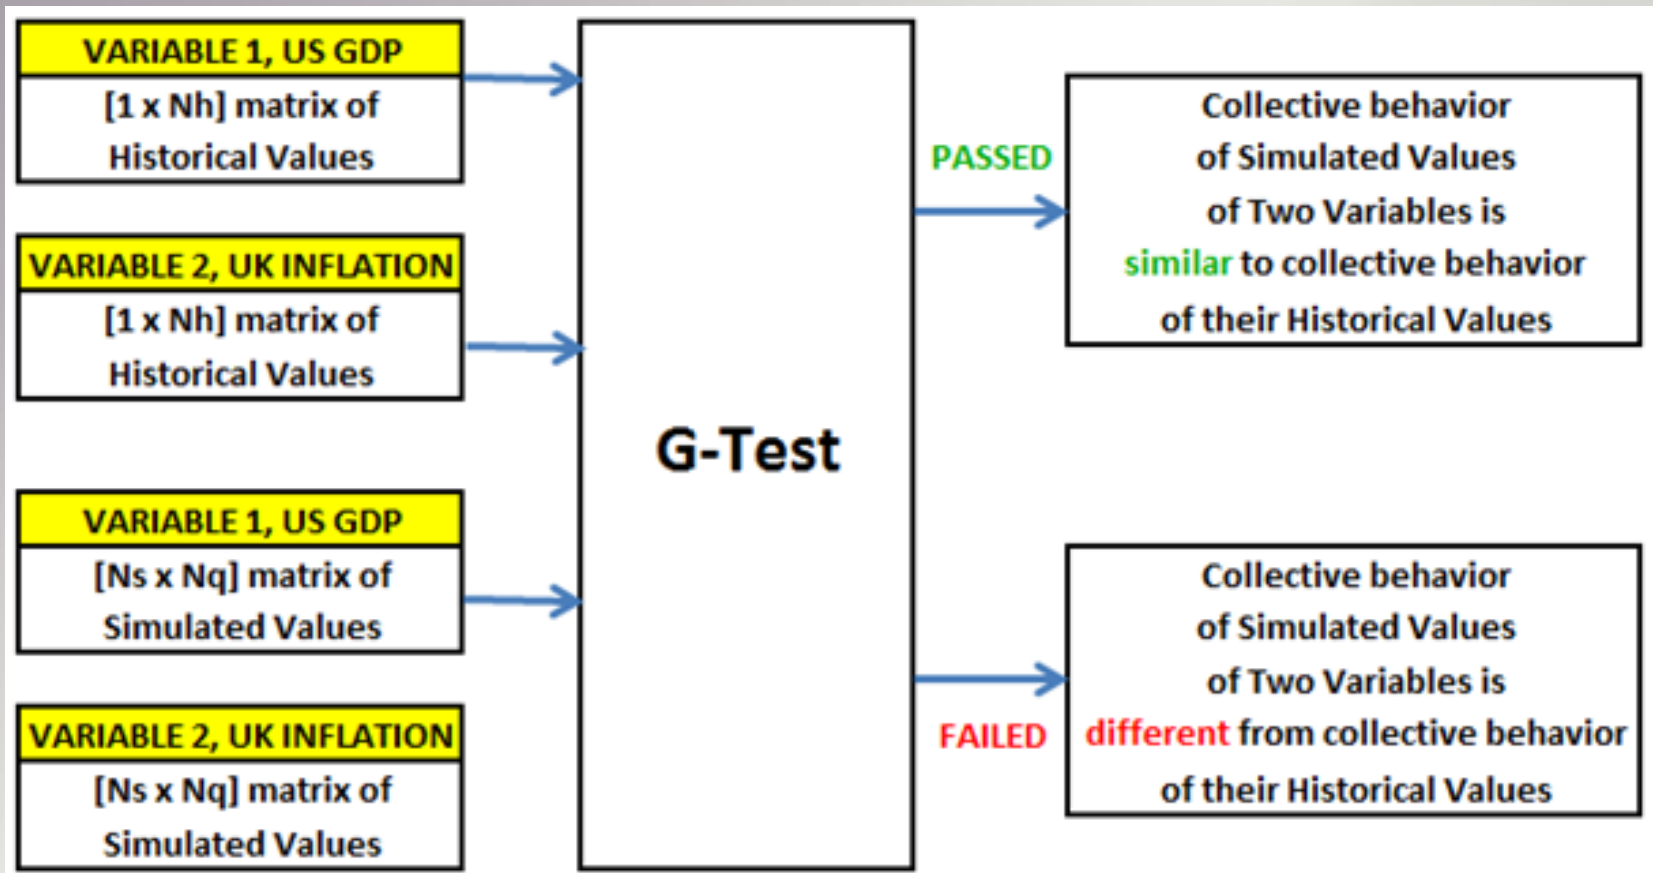 VARIABLE 1, US GDP
[1 x Nh] matrix of
Historical Values
VARIABLE 2, UK INFLATION
[1 x Nh] matrix of
Historical Values
VARIABLE 1, US GDP
[Ns x Nq] matrix of
Simulated Values
VARIABLE 2, UK INFLATION
[Ns x Nq] matrix of
Simulated Values
G-Test
PASSED
Collective behavior
of Simulated Values
of Two Variables is
similar to collective behavior
of their Historical Values
FAILED
Collective behavior
of Simulated Values
of Two Variables is
different from collective behavior
of their Historical Values